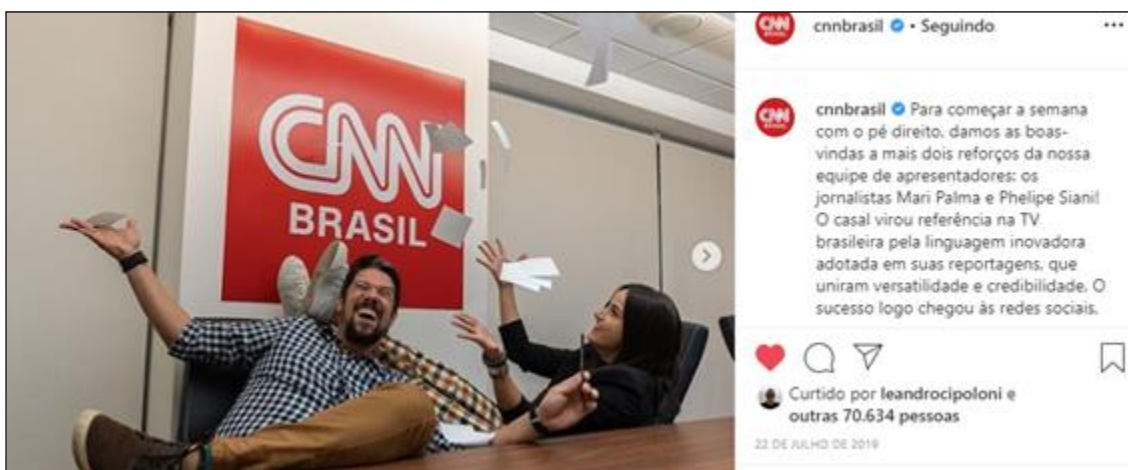 CNN
BRASIL
cnnbrasil • Seguindo
cnnbrasil Para começar a semana
com o pé direito, damos as boas-
vindas a mais dois reforços da nossa
equipe de apresentadores: os
jornalistas Mari Palma e Phelipe Siani!
O casal virou referência na TV
brasileira pela linguagem inovadora
adotada em suas reportagens, que
uniram versatilidade e credibilidade. O
sucesso logo chegou às redes sociais,
Curtido por leandrocipoloni e
outras 70.634 pessoas
22 DE JULHO DE 2019